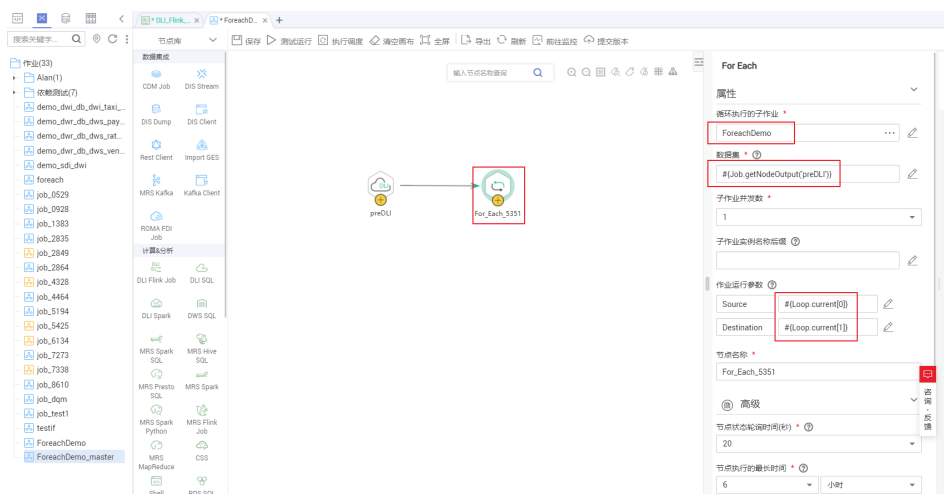 * DLI_Flink_...
* ForeachD...
搜索关键字...
节点库
保存
测试运行
执行调度
清空画布
全屏
导出
刷新
前往监控
提交版本
作业(33)
Alan(1)
依赖测试(7)
demo_dwi_db_dwi_taxi_...
demo_dwr_db_dws_pay...
demo_dwr_db_dws_rat...
demo_dwr_db_dws_ven...
demo_sdi_dwi
foreach
job_0529
job_0928
job_1383
job_2835
job_2849
job_2864
job_4328
job_4464
job_5194
job_5425
job_6134
job_7273
job_7338
job_8610
job_dqm
job_test1
testif
ForeachDemo
ForeachDemo_master
数据集成
CDM Job
DIS Stream
DIS Dump
DIS Client
Rest Client
Import GES
MRS Kafka
Kafka Client
ROMA FDI
Job
计算&分析
DLI Flink Job
DLI SQL
DLI Spark
DWS SQL
MRS Spark
SQL
MRS Hive
SQL
MRS Presto
SQL
MRS Spark
MRS Spark
Python
MRS Flink
Job
MRS
MapReduce
CSS
Shell
RDS SQL
输入节点名称查询
DLI
preDLI
For_Each_5351
For Each
属性
循环执行的子作业 *
ForeachDemo
数据集 *
#{Job.getNodeOutput('preDLI')}
子作业并发数 *
1
子作业实例名称后缀
作业运行参数
Source
#{Loop.current[0]}
Destination
#{Loop.current[1]}
节点名称 *
For_Each_5351
高级
节点状态轮询时间(秒) *
20
节点执行的最长时间 *
6
小时
咨询·反馈